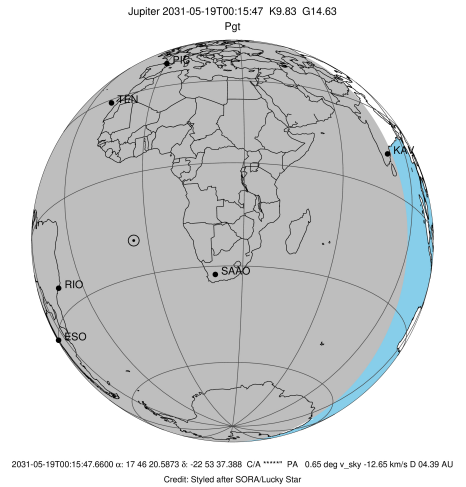 Jupiter 2031-05-19T00:15:47 K9.83 G14.63
Pgt
PIC
TEN
KAV
SAAO
RIO
ESO
2031-05-19T00:15:47.6600 α: 17 46 20.5873 δ: -22 53 37.388 C/A *****" PA 0.65 deg v_sky -12.65 km/s D 04.39 AU
Credit: Styled after SORA/Lucky Star